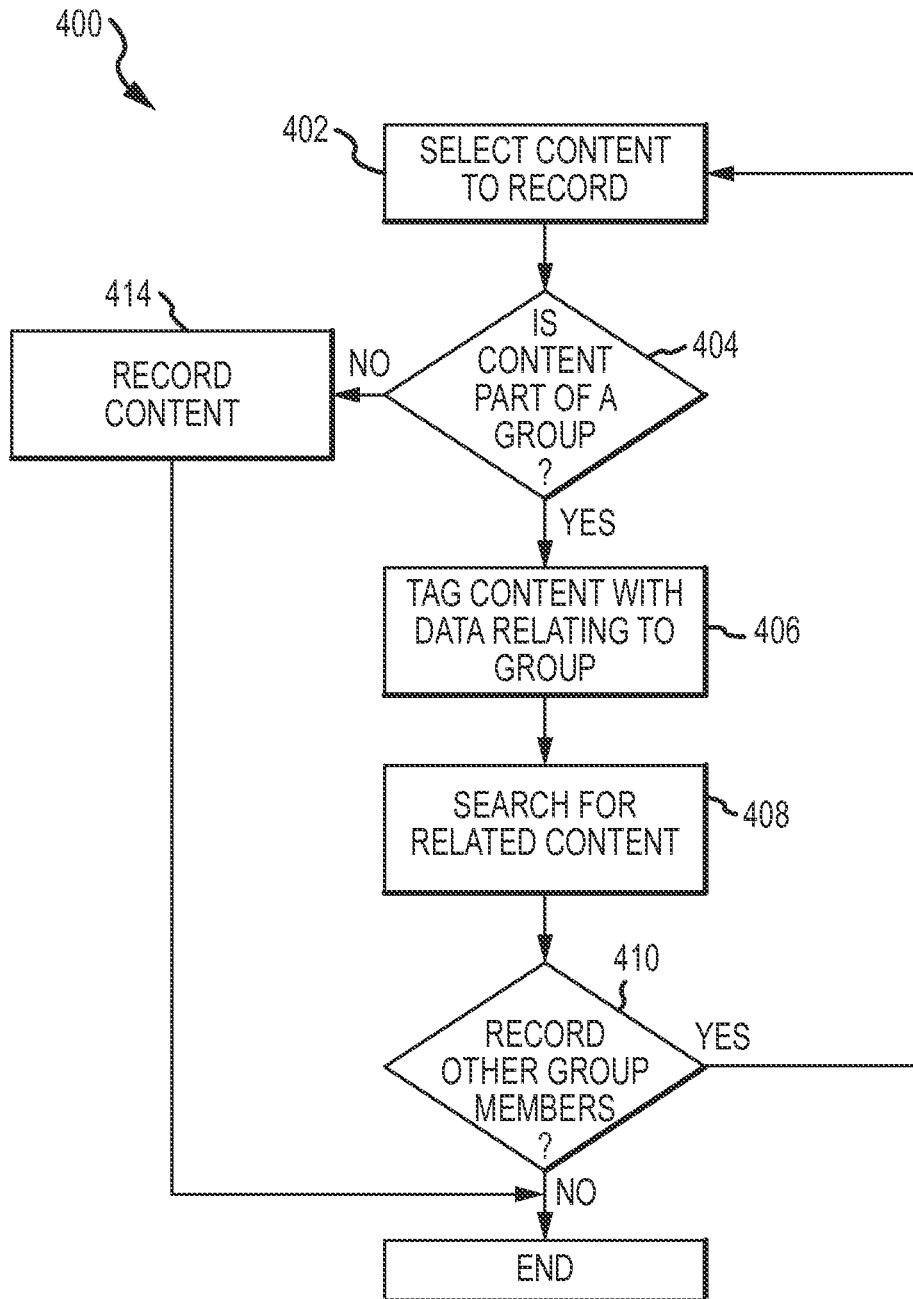 400
402
SELECT CONTENT
TO RECORD
414
RECORD
CONTENT
NO
IS
CONTENT
PART OF A
GROUP
?
404
YES
TAG CONTENT WITH
DATA RELATING TO
GROUP
406
SEARCH FOR
RELATED CONTENT
408
410
RECORD
OTHER GROUP
MEMBERS
?
YES
NO
END